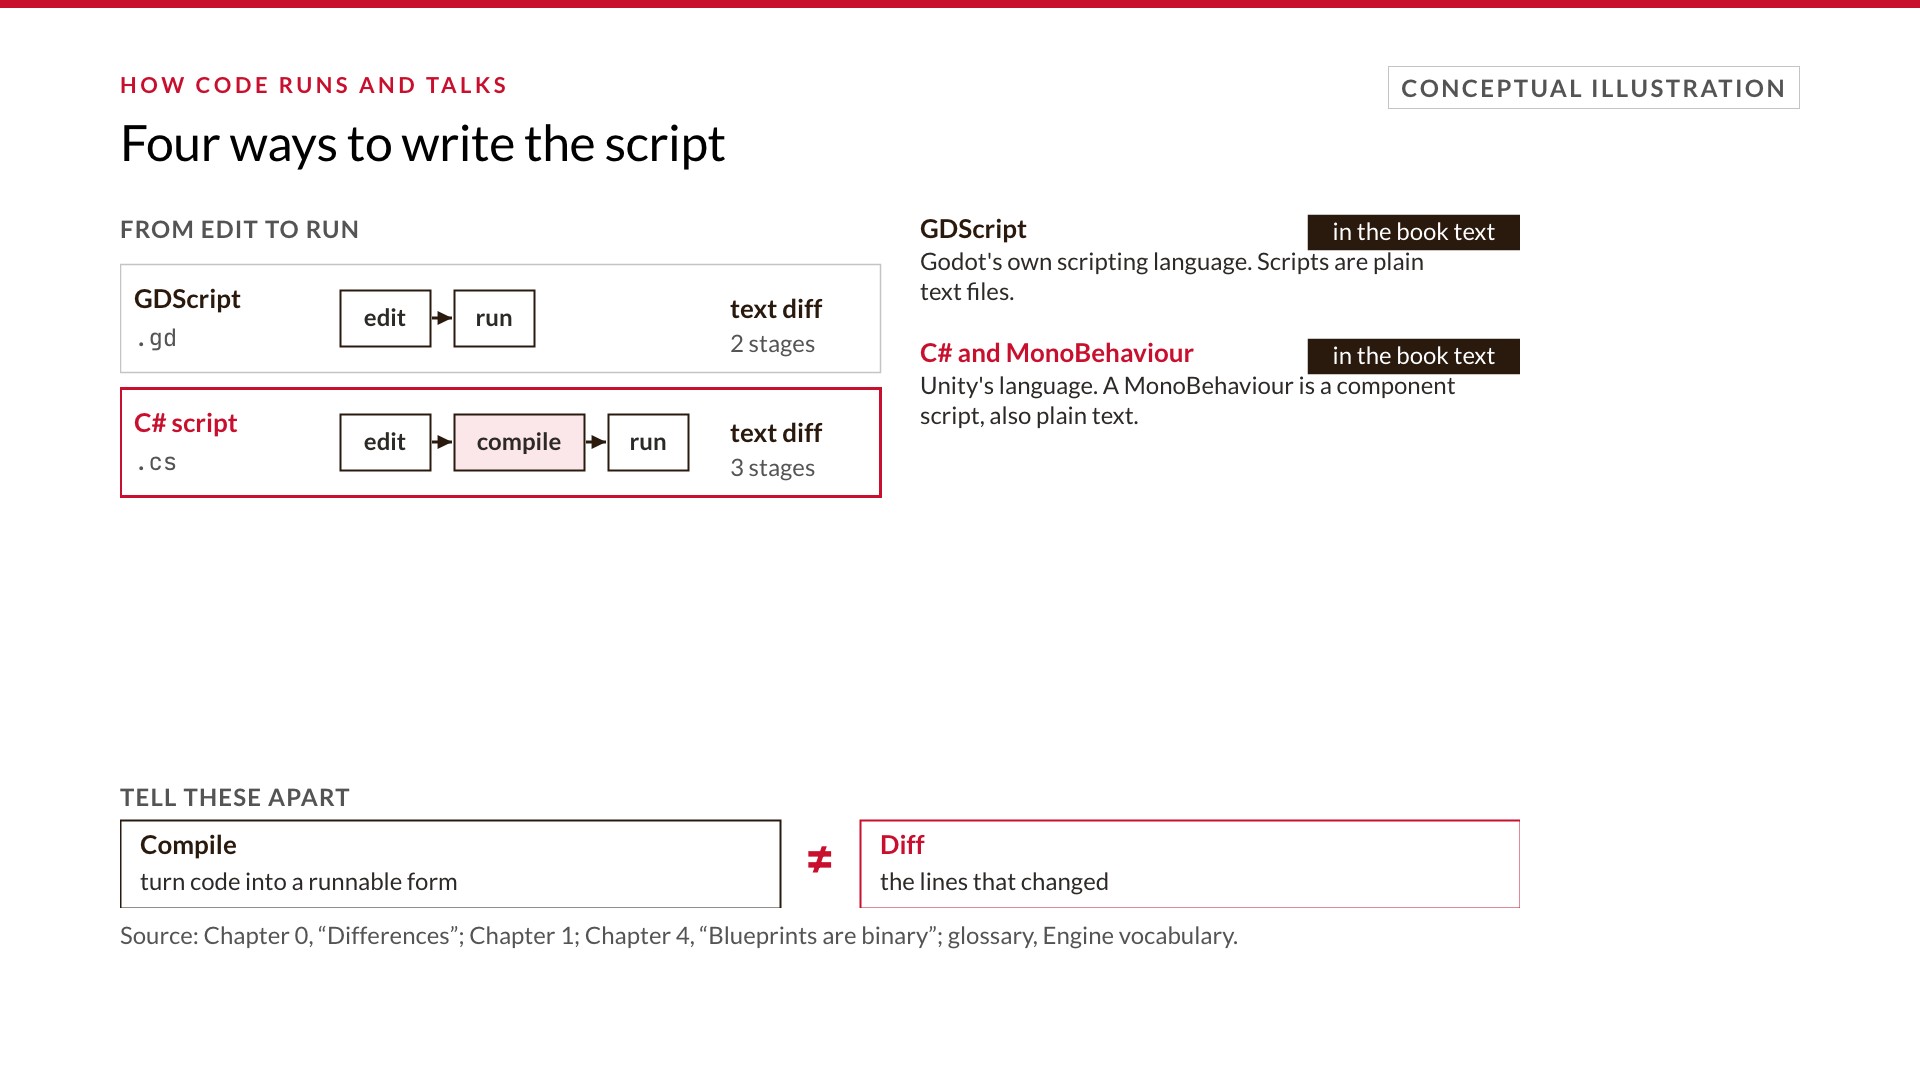 HOW CODE RUNS AND TALKS
CONCEPTUAL ILLUSTRATION
Four ways to write the script
FROM EDIT TO RUN
GDScript
.gd
edit
run
text diff
2 stages
C# script
.cs
edit
compile
run
text diff
3 stages
GDScript
in the book text
Godot's own scripting language. Scripts are plain
text files.
C# and MonoBehaviour
in the book text
Unity's language. A MonoBehaviour is a component
script, also plain text.
TELL THESE APART
Compile
turn code into a runnable form
≠
Diff
the lines that changed
Source: Chapter 0, “Differences”; Chapter 1; Chapter 4, “Blueprints are binary”; glossary, Engine vocabulary.